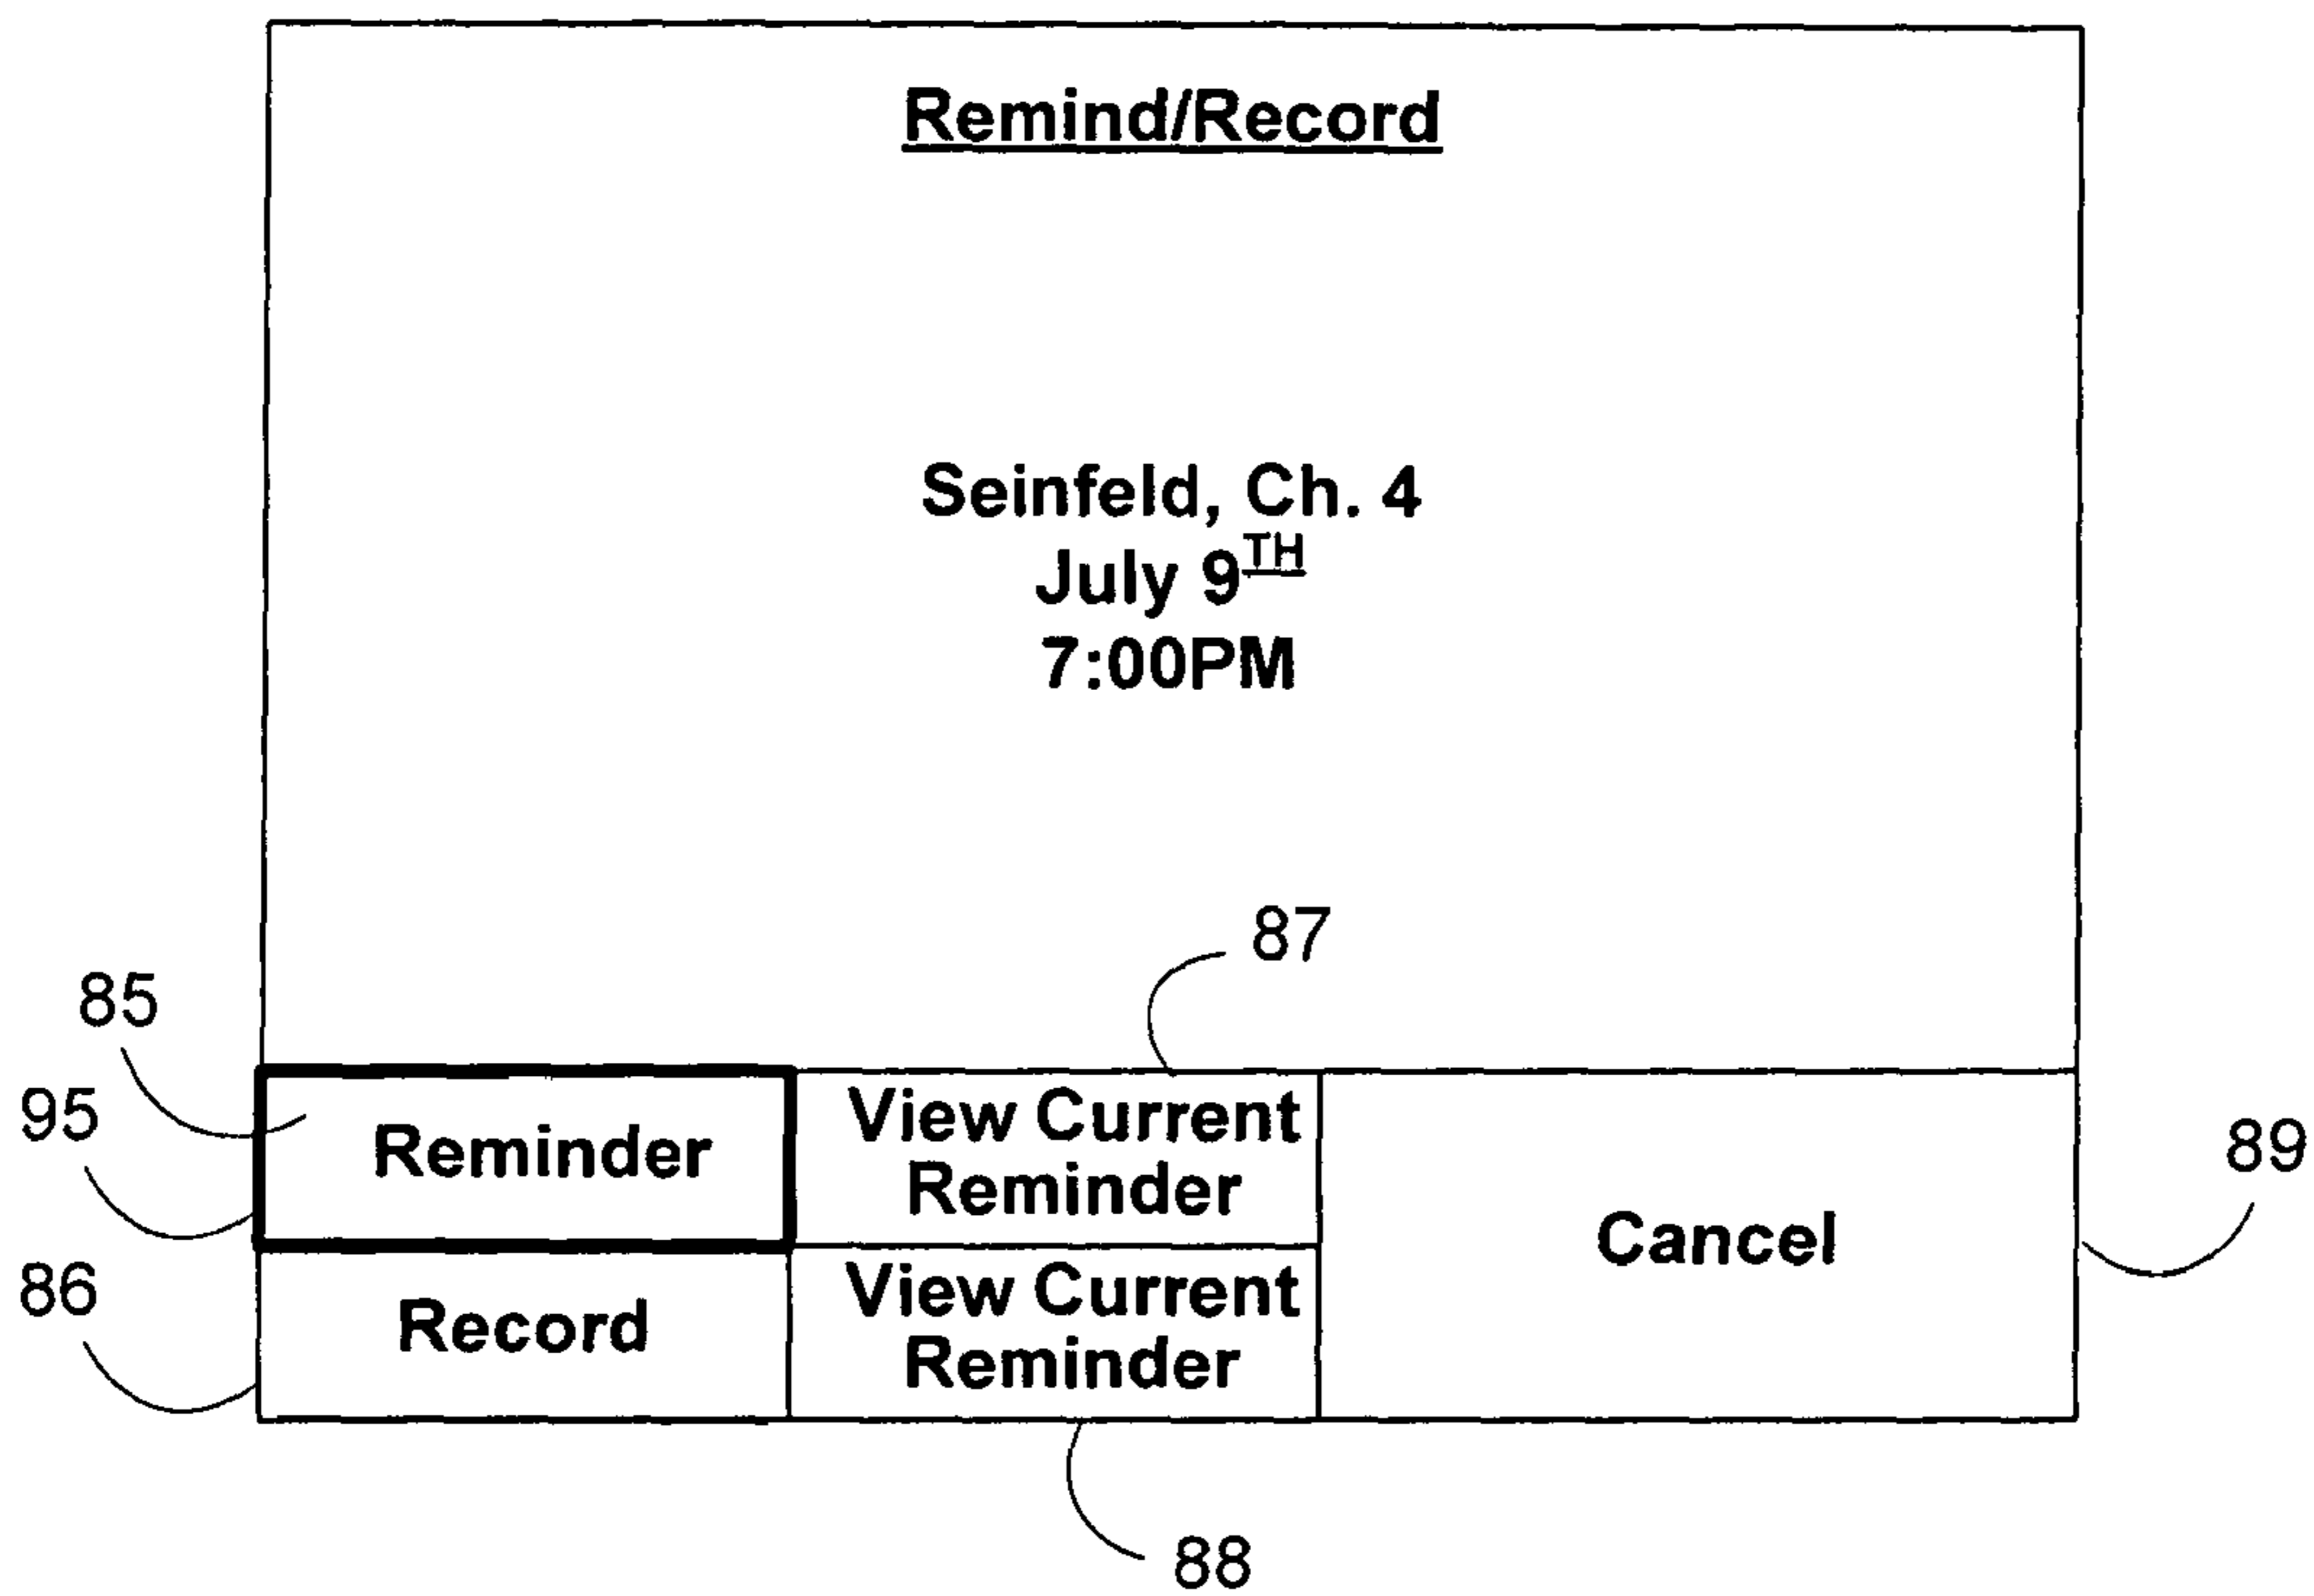 Remind/Record
Seinfeld, Ch. 4
July 9TH
7:00PM
87
85
95
86
Reminder
View Current
Reminder
Record
View Current
Reminder
Cancel
89
88